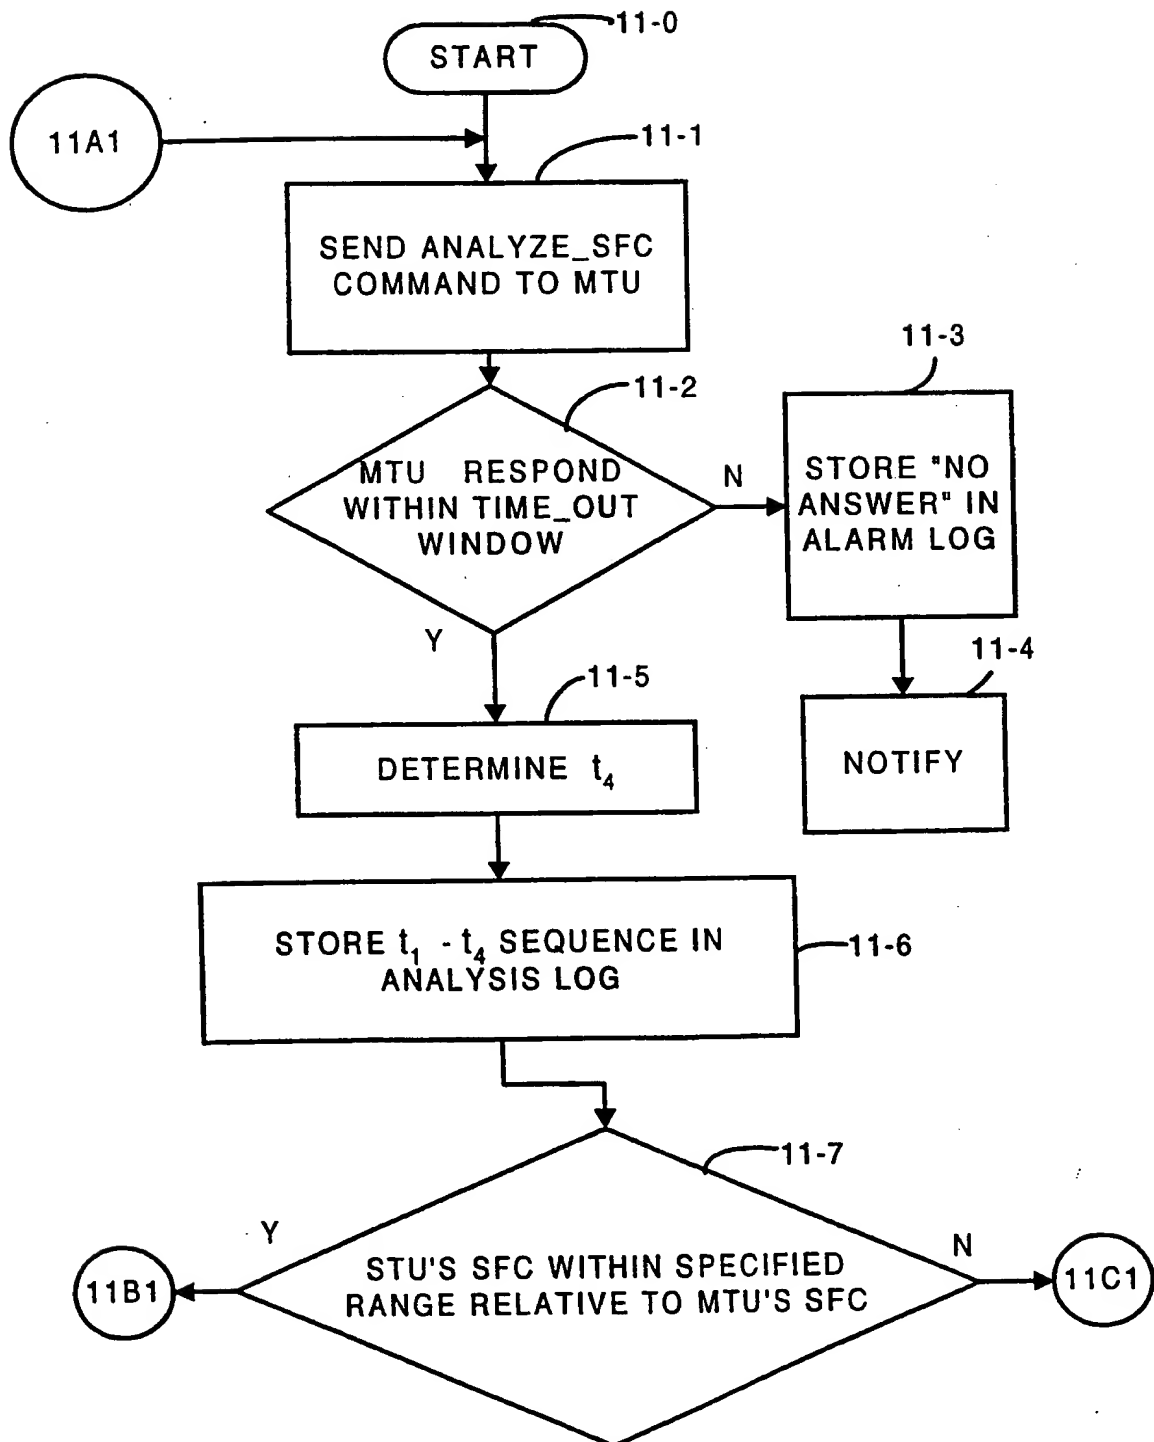 11-0
START
11A1
11-1
SEND ANALYZE_SFC
COMMAND TO MTU
11-2
MTU RESPOND
WITHIN TIME_OUT
WINDOW
N
Y
11-3
STORE "NO
ANSWER" IN
ALARM LOG
11-4
NOTIFY
11-5
DETERMINE t₄
STORE t₁ - t₄ SEQUENCE IN
ANALYSIS LOG
11-6
11-7
STU'S SFC WITHIN SPECIFIED
RANGE RELATIVE TO MTU'S SFC
Y
N
11B1
11C1